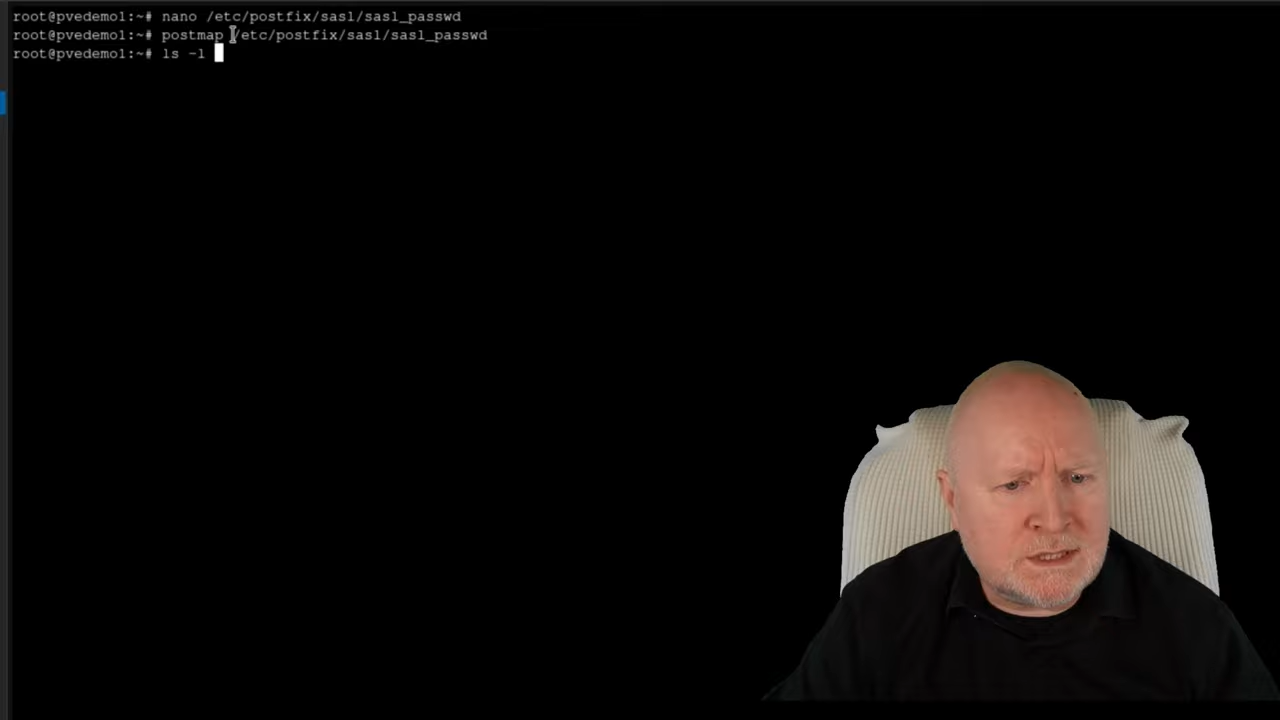 root@pvedemo1:~# nano /etc/postfix/sasl/sasl_passwd
root@pvedemo1:~# postmap /etc/postfix/sasl/sasl_passwd
root@pvedemo1:~# ls -l